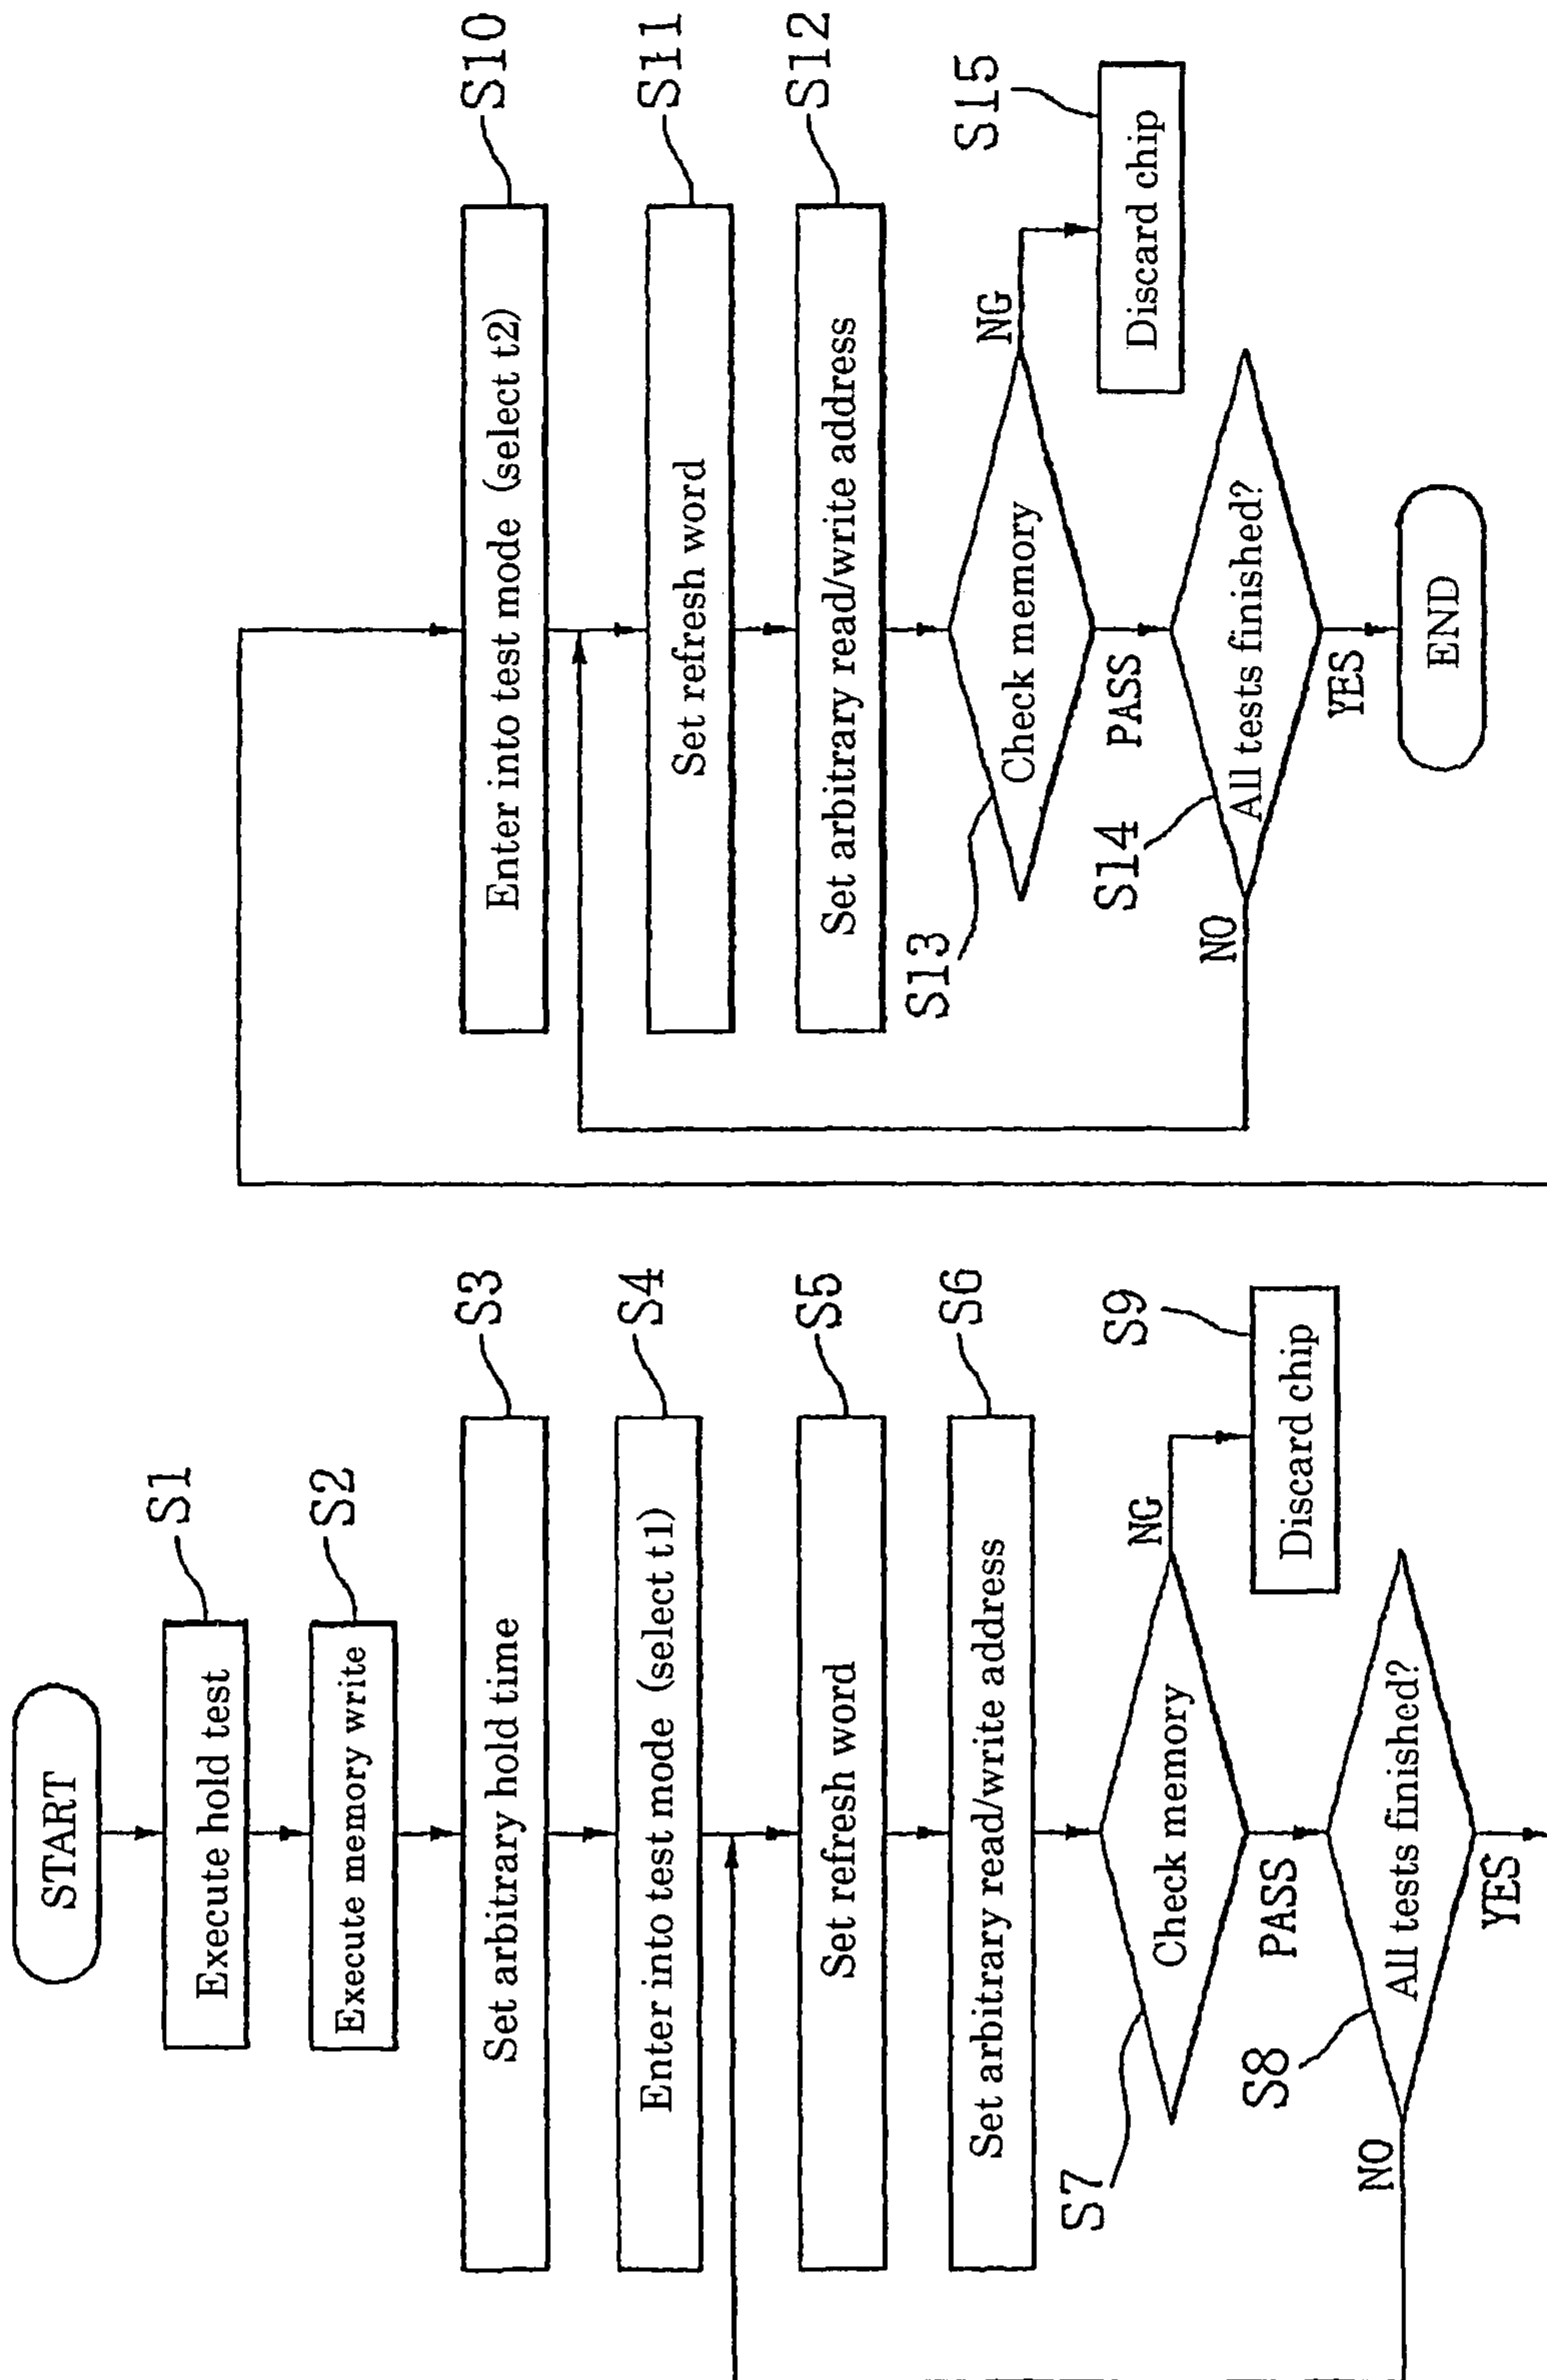 START
Execute hold test
S1
Execute memory write
S2
Set arbitrary hold time
S3
Enter into test mode (select t1)
S4
Set refresh word
S5
Set arbitrary read/write address
S6
Check memory
S7
NG
PASS
Discard chip
S9
All tests finished?
S8
NO
YES
Enter into test mode (select t2)
S10
Set refresh word
S11
Set arbitrary read/write address
S12
Check memory
S13
NG
PASS
Discard chip
S15
All tests finished?
S14
NO
YES
END